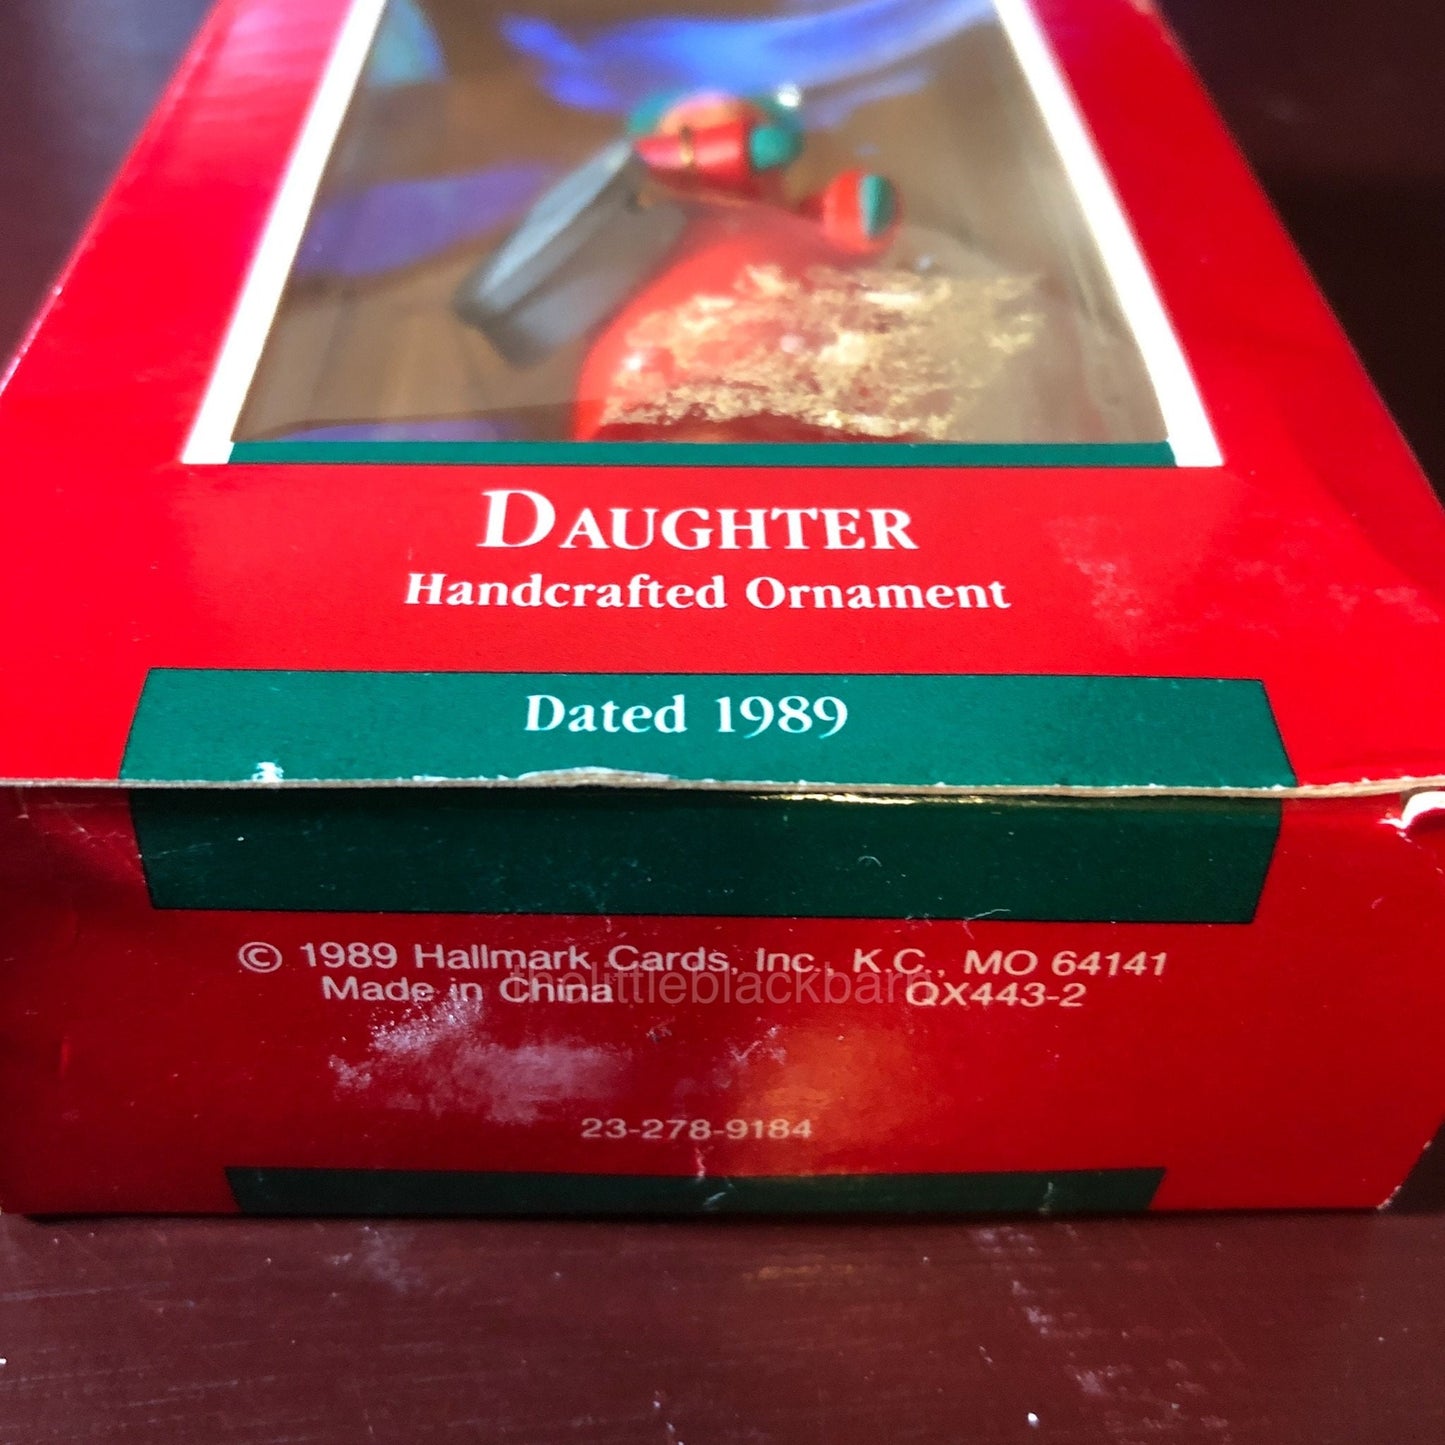 DAUGHTER
Handcrafted Ornament
Dated 1989
© 1989 Hallmark Cards, Inc., K.C., MO 64141
Made in China QX443-2
thelittleblackbarn
23-278-9184